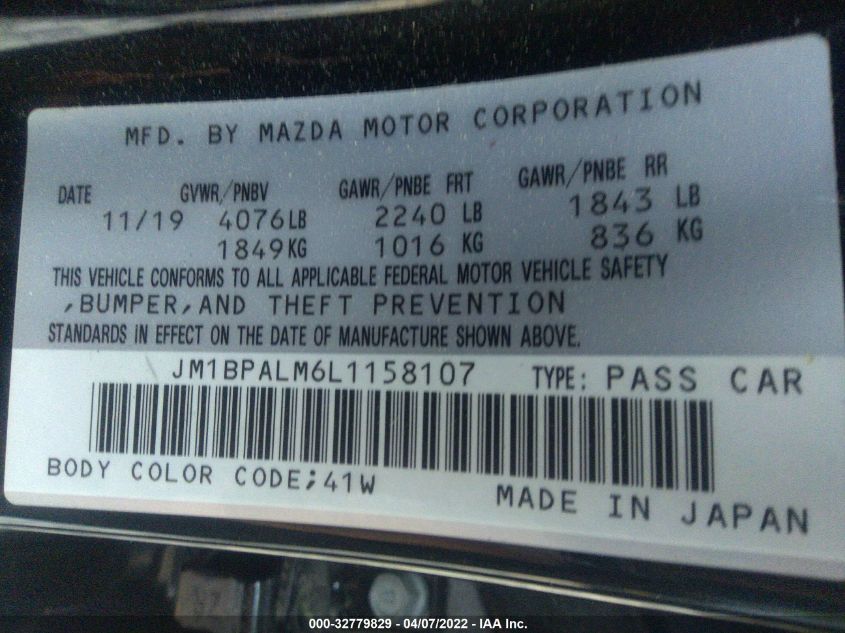 MFD. BY MAZDA MOTOR CORPORATION
DATE GVWR/PNBV GAWR/PNBE FRT GAWR/PNBE RR
11/19 4076LB 2240 LB 1843 LB
1849KG 1016 KG 836 KG
THIS VEHICLE CONFORMS TO ALL APPLICABLE FEDERAL MOTOR VEHICLE SAFETY
,BUMPER,AND THEFT PREVENTION
STANDARDS IN EFFECT ON THE DATE OF MANUFACTURE SHOWN ABOVE.
JM1BPALM6L1158107 TYPE: PASS CAR
BODY COLOR CODE;41W
MADE IN JAPAN
000-32779829 - 04/07/2022 - IAA Inc.